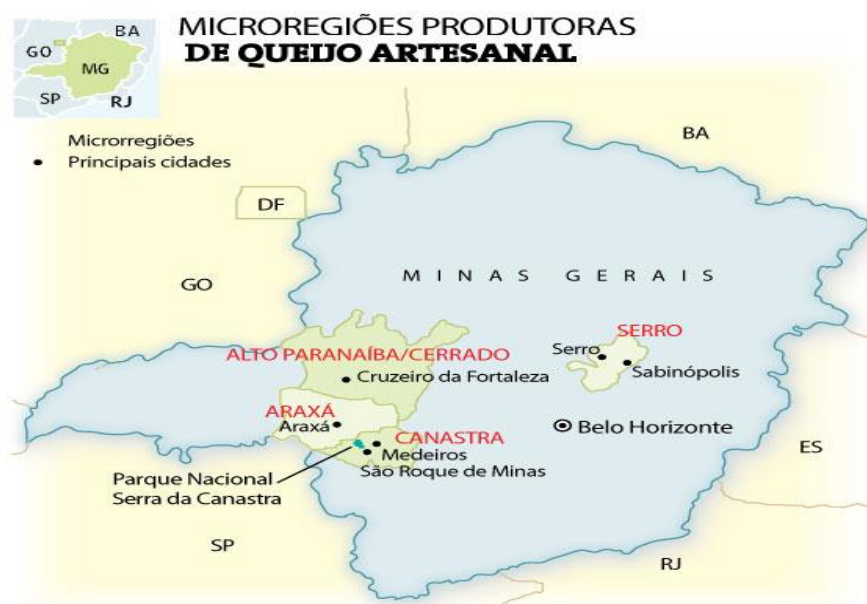 MICROREGIÕES PRODUTORAS
DE QUEIJO ARTESANAL
BA
GO
MG
SP
RJ
Microrregiões
Principais cidades
BA
DF
GO
MINAS GERAIS
SERRO
Serro
Sabinópolis
ALTO PARANAÍBA/CERRADO
Cruzeiro da Fortaleza
ARAXÁ
Araxá
CANASTRA
Medeiros
São Roque de Minas
Belo Horizonte
Parque Nacional
Serra da Canastra
ES
SP
RJ